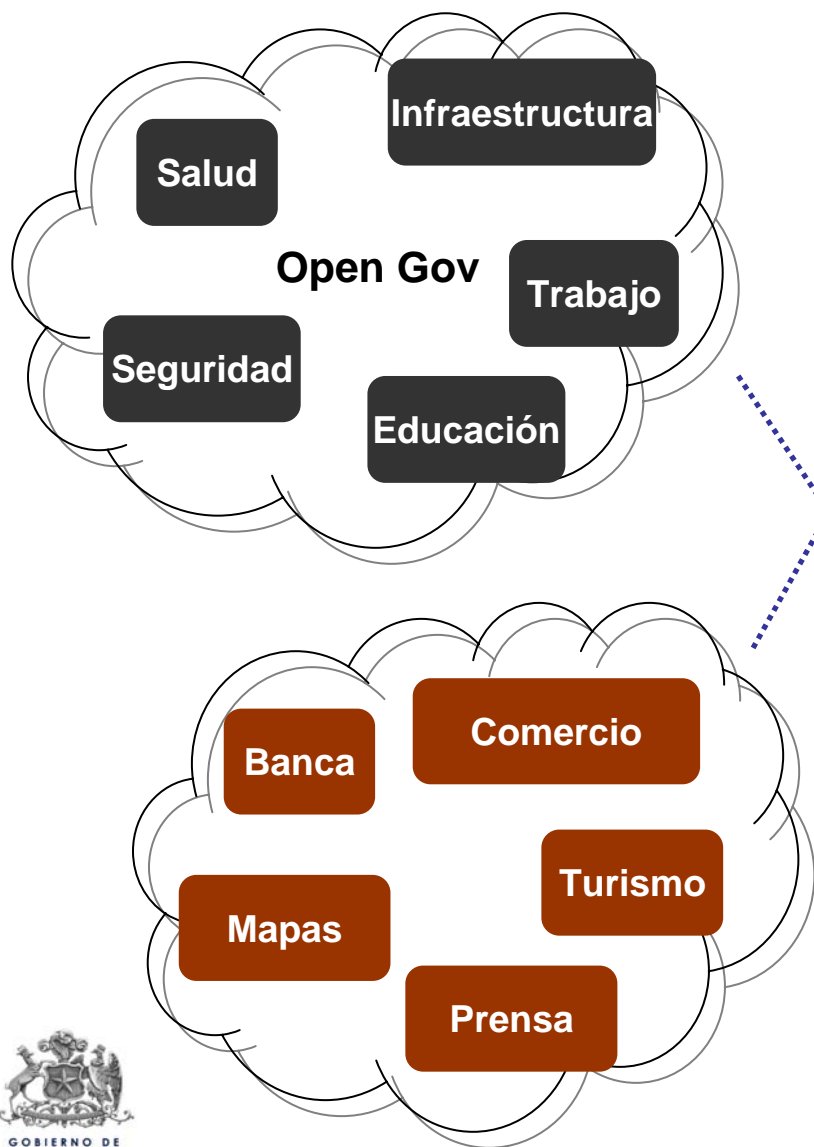 Infraestructura
Salud
Open Gov
Trabajo
Seguridad
Educación
Comercio
Banca
Turismo
Mapas
Prensa
GOBIERNO DE